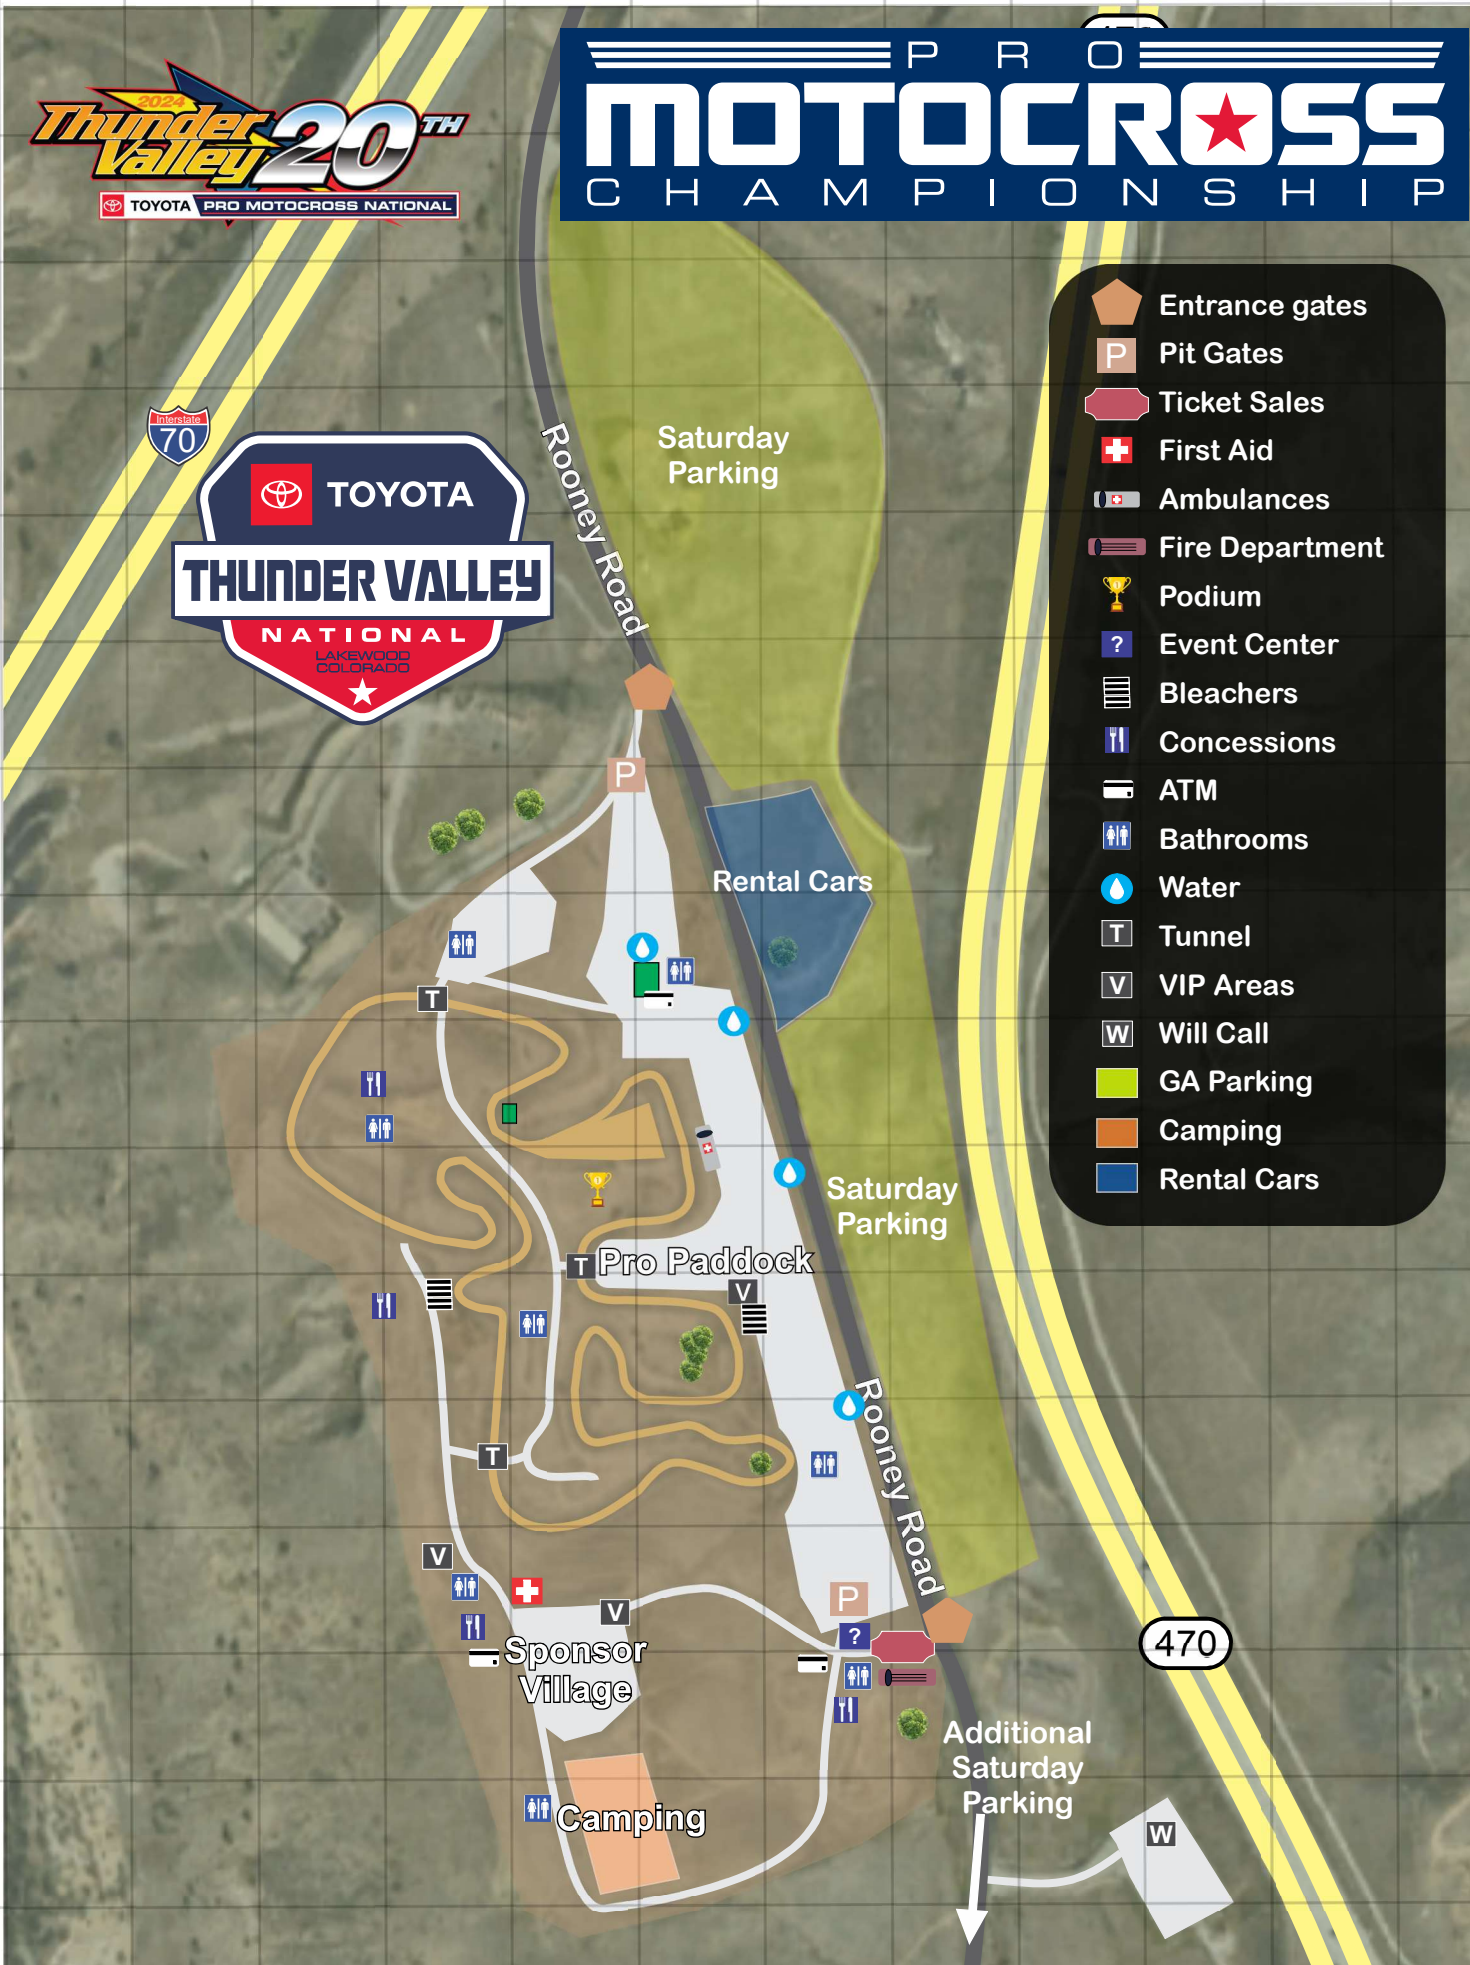 2024
Thunder
Valley
20TH
TOYOTA PRO MOTOCROSS NATIONAL
PRO
MOTOCROSS
CHAMPIONSHIP
Interstate
70
TOYOTA
THUNDER VALLEY
NATIONAL
LAKEWOOD
COLORADO
Entrance gates
P Pit Gates
Ticket Sales
First Aid
Ambulances
Fire Department
Podium
? Event Center
Bleachers
Concessions
ATM
Bathrooms
Water
T Tunnel
V VIP Areas
W Will Call
GA Parking
Camping
Rental Cars
Saturday
Parking
Rooney Road
P
Rental Cars
T
Saturday
Parking
T
Pro Paddock
V
Rooney Road
T
V
V
P
?
Sponsor
Village
470
Additional
Saturday
Parking
Camping
W